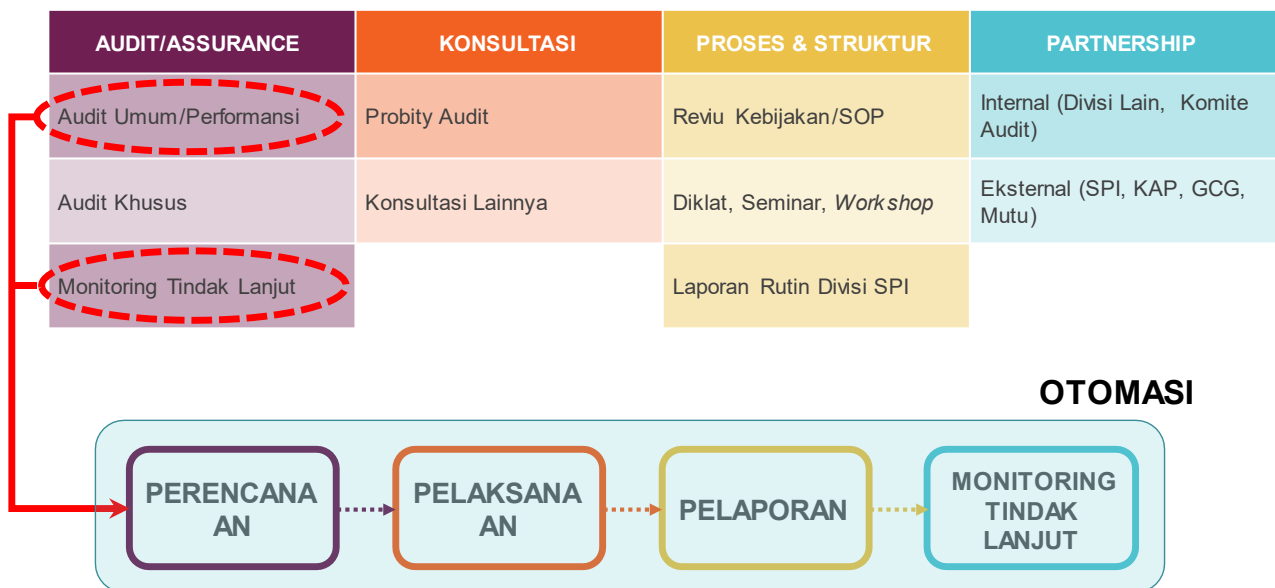 AUDIT/ASSURANCE
KONSULTASI
PROSES & STRUKTUR
PARTNERSHIP
Audit Umum/Performansi
Probity Audit
Reviu Kebijakan/SOP
Internal (Divisi Lain, Komite
Audit)
Audit Khusus
Konsultasi Lainnya
Diklat, Seminar, Workshop
Eksternal (SPI, KAP, GCG,
Mutu)
Monitoring Tindak Lanjut
Laporan Rutin Divisi SPI
OTOMASI
PERENCANA
AN
PELAKSANA
AN
PELAPORAN
MONITORING
TINDAK
LANJUT